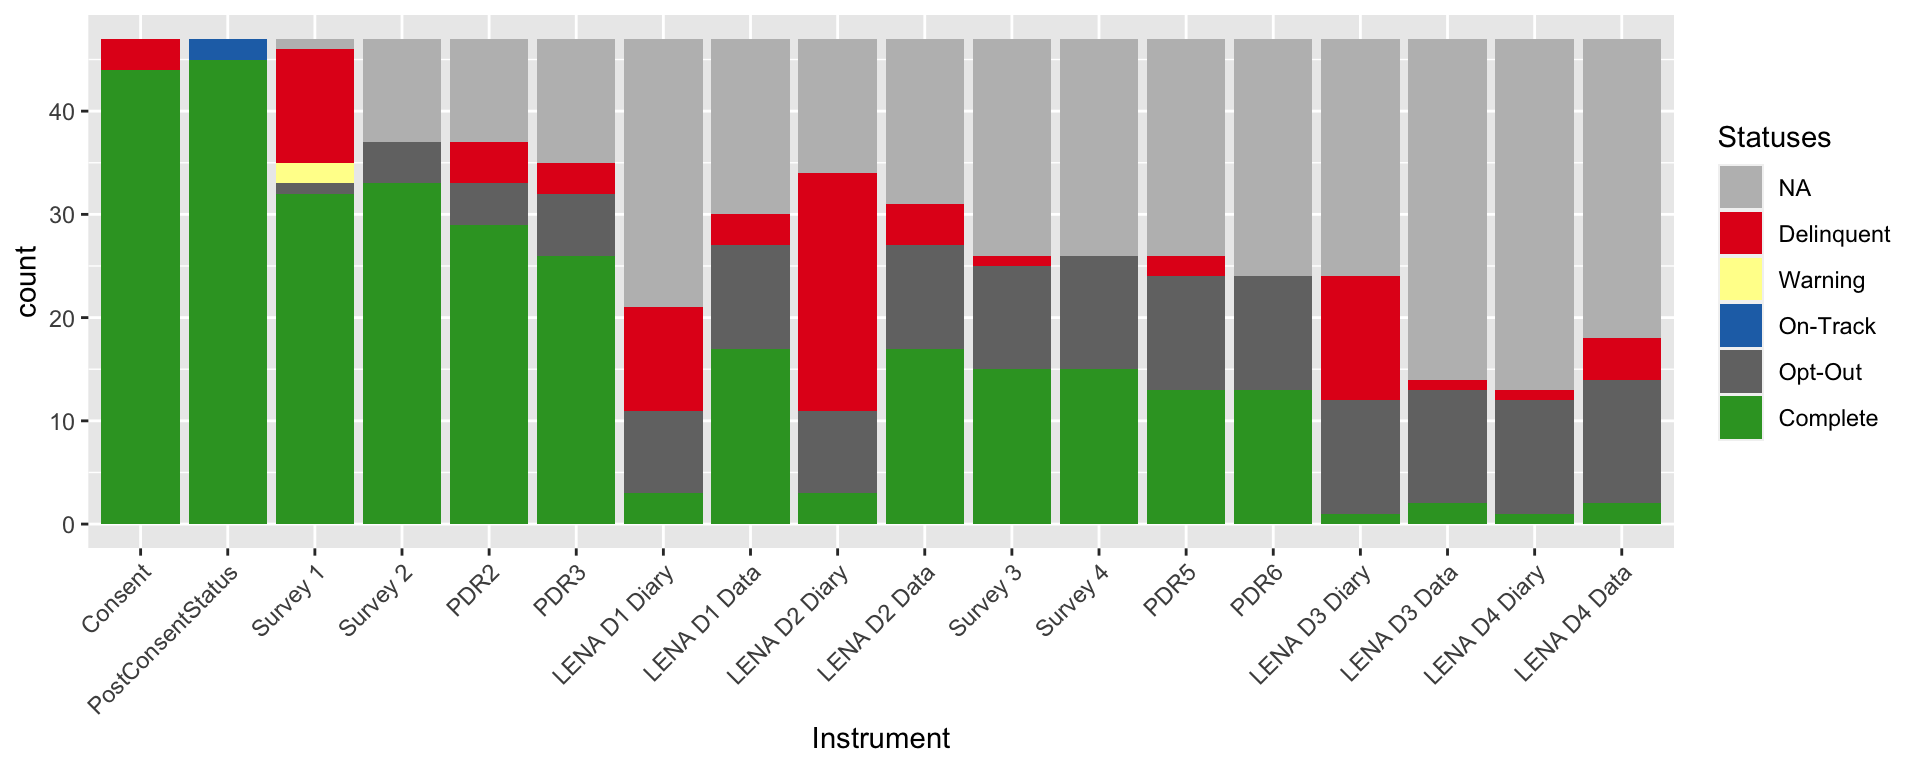 count
40
30
20
10
0
Consent
PostConsentStatus
Survey 1
Survey 2
PDR2
PDR3
LENA D1 Diary
LENA D1 Data
LENA D2 Diary
LENA D2 Data
Survey 3
Survey 4
PDR5
PDR6
LENA D3 Diary
LENA D3 Data
LENA D4 Diary
LENA D4 Data
Instrument
Statuses
NA
Delinquent
Warning
On-Track
Opt-Out
Complete